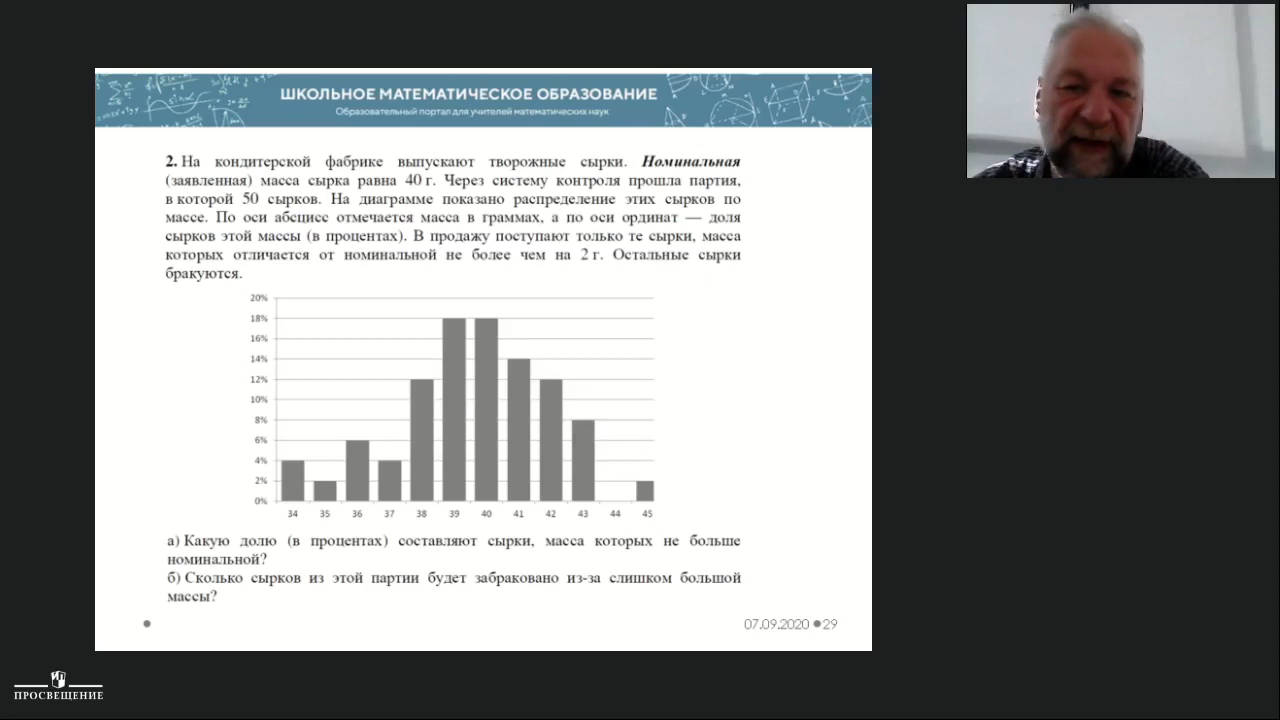 ШКОЛЬНОЕ МАТЕМАТИЧЕСКОЕ ОБРАЗОВАНИЕ
Образовательный портал для учителей математических наук
2. На кондитерской фабрике выпускают творожные сырки. Номинальная
(заявленная) масса сырка равна 40 г. Через систему контроля прошла партия,
в которой 50 сырков. На диаграмме показано распределение этих сырков по
массе. По оси абсцисс отмечается масса в граммах, а по оси ординат — доля
сырков этой массы (в процентах). В продажу поступают только те сырки, масса
которых отличается от номинальной не более чем на 2 г. Остальные сырки
бракуются.
20%
18%
16%
14%
12%
10%
8%
6%
4%
2%
0%
34 35 36 37 38 39 40 41 42 43 44 45
а) Какую долю (в процентах) составляют сырки, масса которых не больше
номинальной?
б) Сколько сырков из этой партии будет забраковано из-за слишком большой
массы?
07.09.2020 29
ПРОСВЕЩЕНИЕ